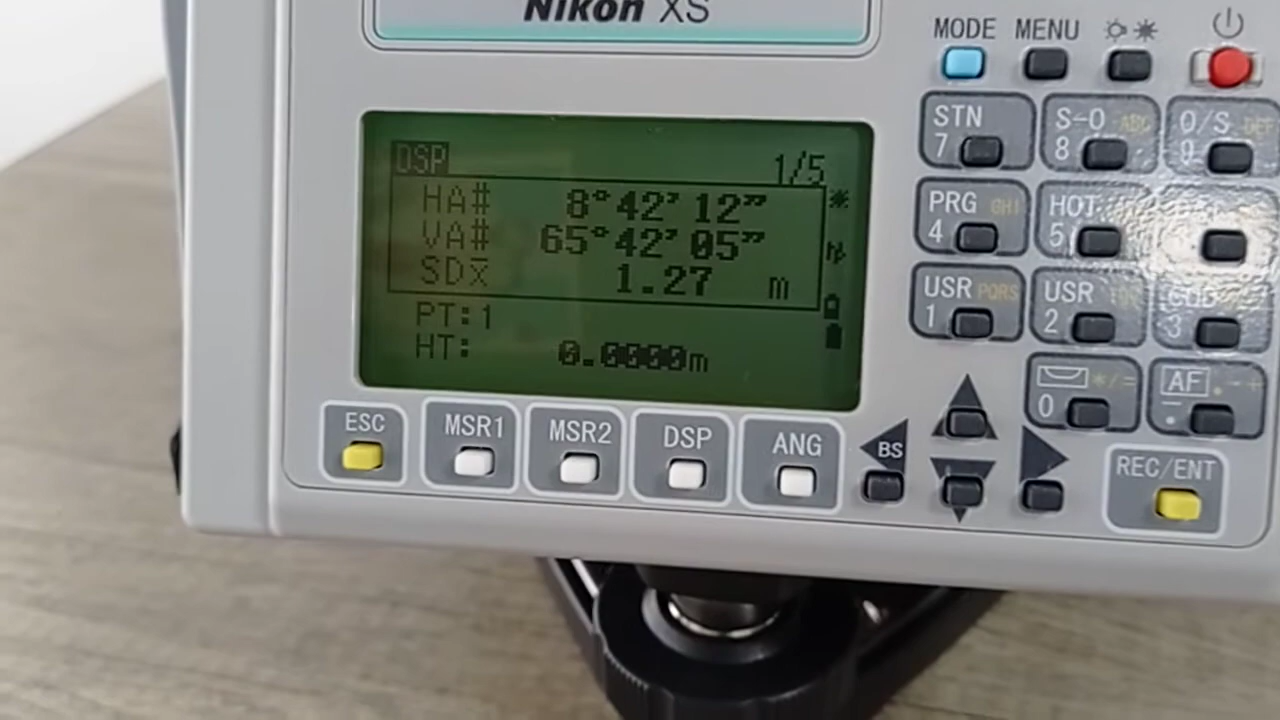 Nikon XS
MODE MENU
DSP 1/5
HA# 8°42'12"
VA# 65°42'05"
SDx̄ 1.27 m
PT:1
HT: 0.0000m
STN 7
S-O ABC 8
O/S DEF 9
PRG GHI 4
HOT 5
USR PQRS 1
USR 2
3
0 */=
AF .-+
ESC
MSR1
MSR2
DSP
ANG
BS
REC/ENT